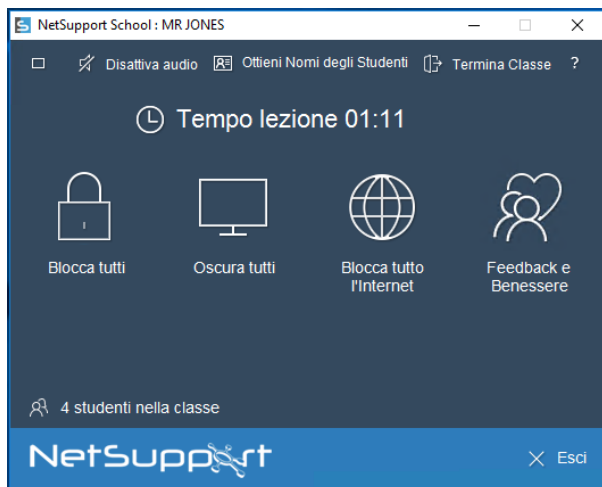 NetSupport School : MR JONES
Disattiva audio Ottieni Nomi degli Studenti Termina Classe ?
Tempo lezione 01:11
Blocca tutti Oscura tutti Blocca tutto l'Internet Feedback e Benessere
4 studenti nella classe
NetSupport Esci